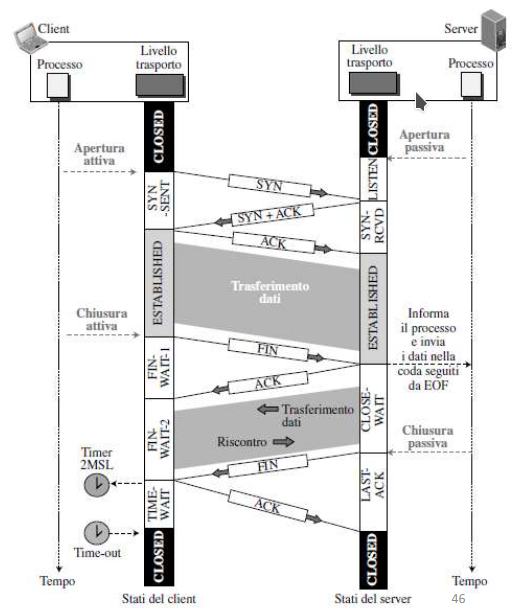 Client
Server
Processo
Livello
trasporto
Livello
trasporto
Processo
CLOSED
CLOSED
Apertura
attiva
Apertura
passiva
LISTEN
SYN
SYN
-SENT
SYN + ACK
SYN-
RCVD
ACK
ESTABLISHED
Trasferimento
dati
ESTABLISHED
Chiusura
attiva
Informa
il processo
e invia
i dati nella
coda seguiti
da EOF
FIN
FIN-
WAIT-1
ACK
CLOSE-
WAIT
Trasferimento
dati
Riscontro
FIN-
WAIT-2
Chiusura
passiva
FIN
Timer
2MSL
TIME-
WAIT
LAST-
ACK
ACK
Time-out
CLOSED
CLOSED
Tempo
Tempo
Stati del client
Stati del server
46